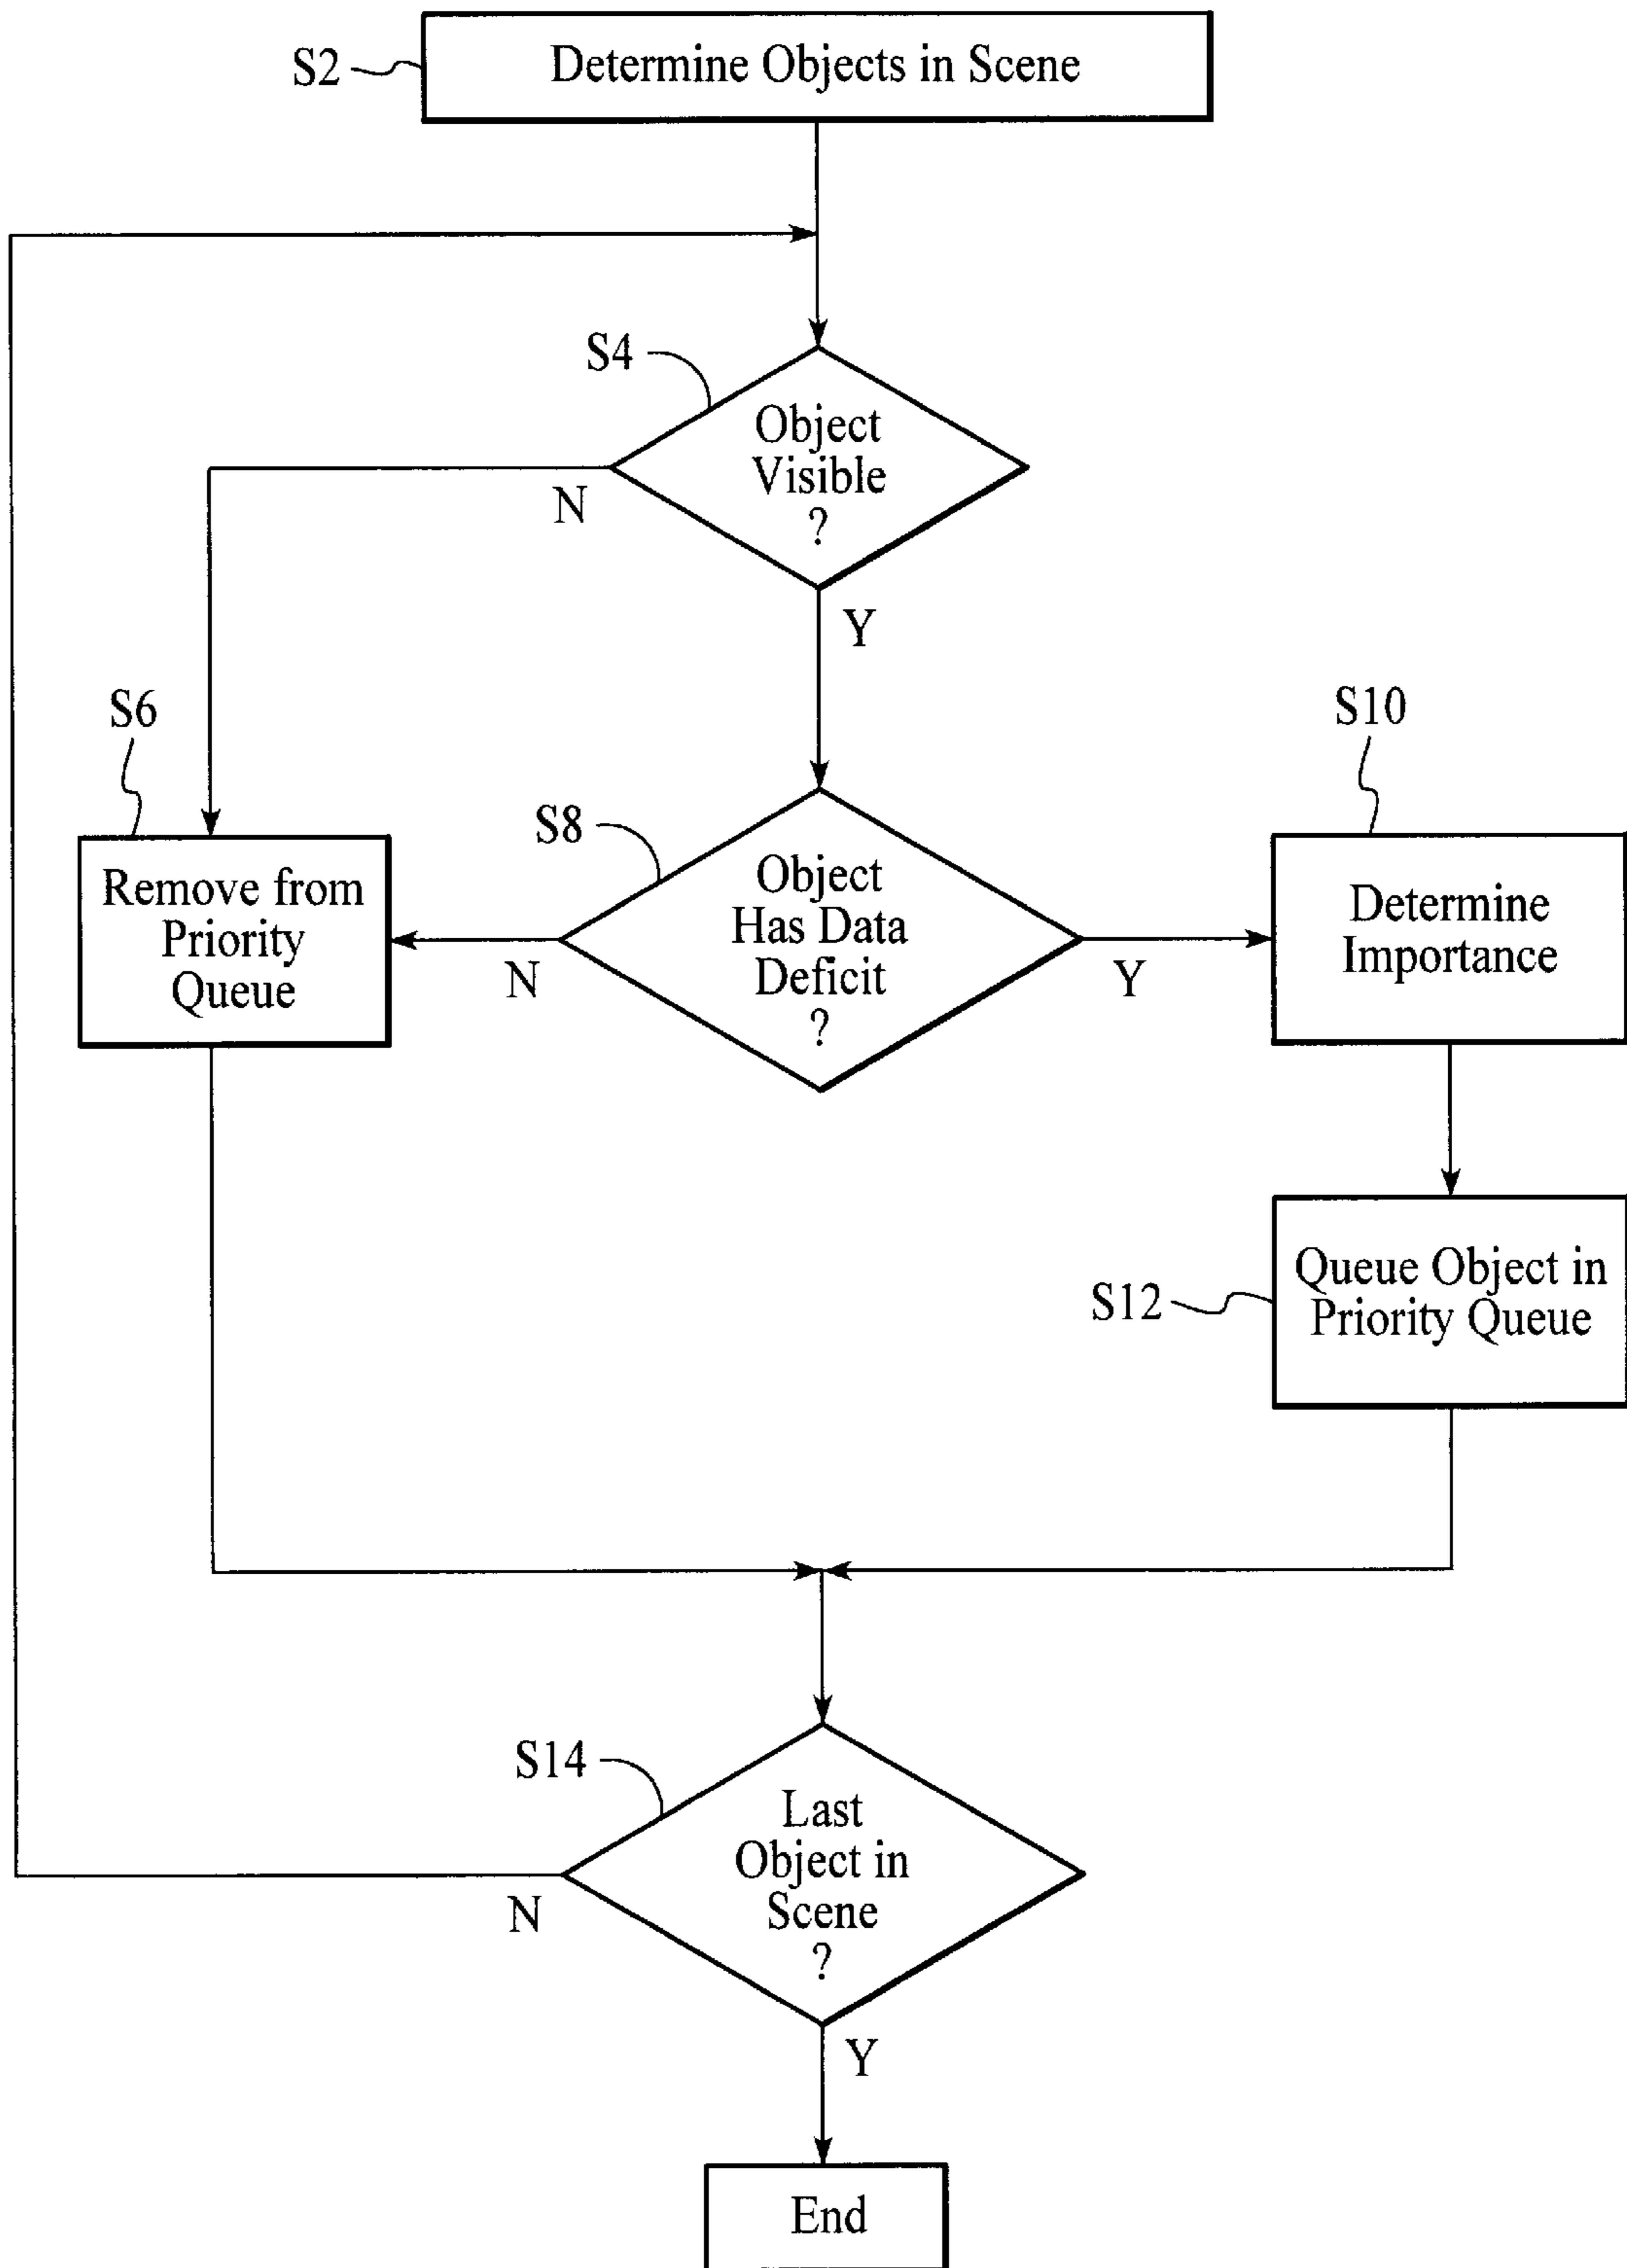 S2
Determine Objects in Scene
S4
Object
Visible
?
N
Y
S6
Remove from
Priority
Queue
S8
Object
Has Data
Deficit
?
N
Y
S10
Determine
Importance
S12
Queue Object in
Priority Queue
S14
Last
Object in
Scene
?
N
Y
End